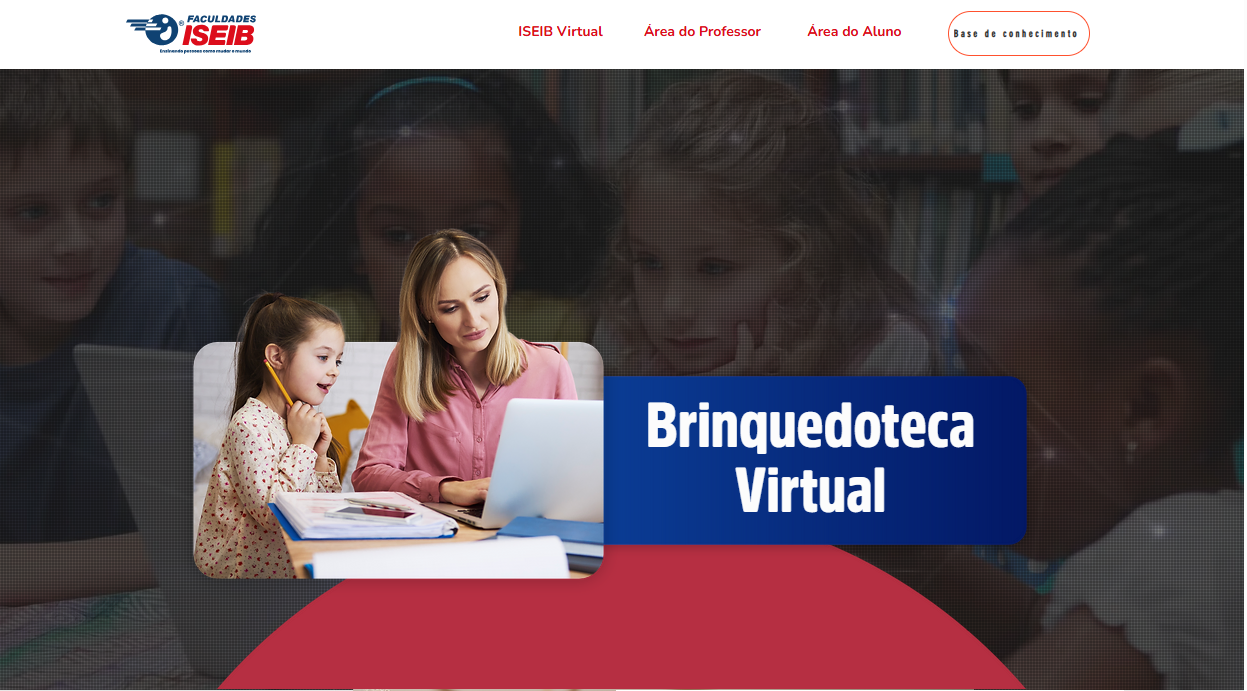 FACULDADES
ISEIB
Ensinando pessoas como mudar o mundo
ISEIB Virtual
Área do Professor
Área do Aluno
Base de conhecimento
Brinquedoteca
Virtual